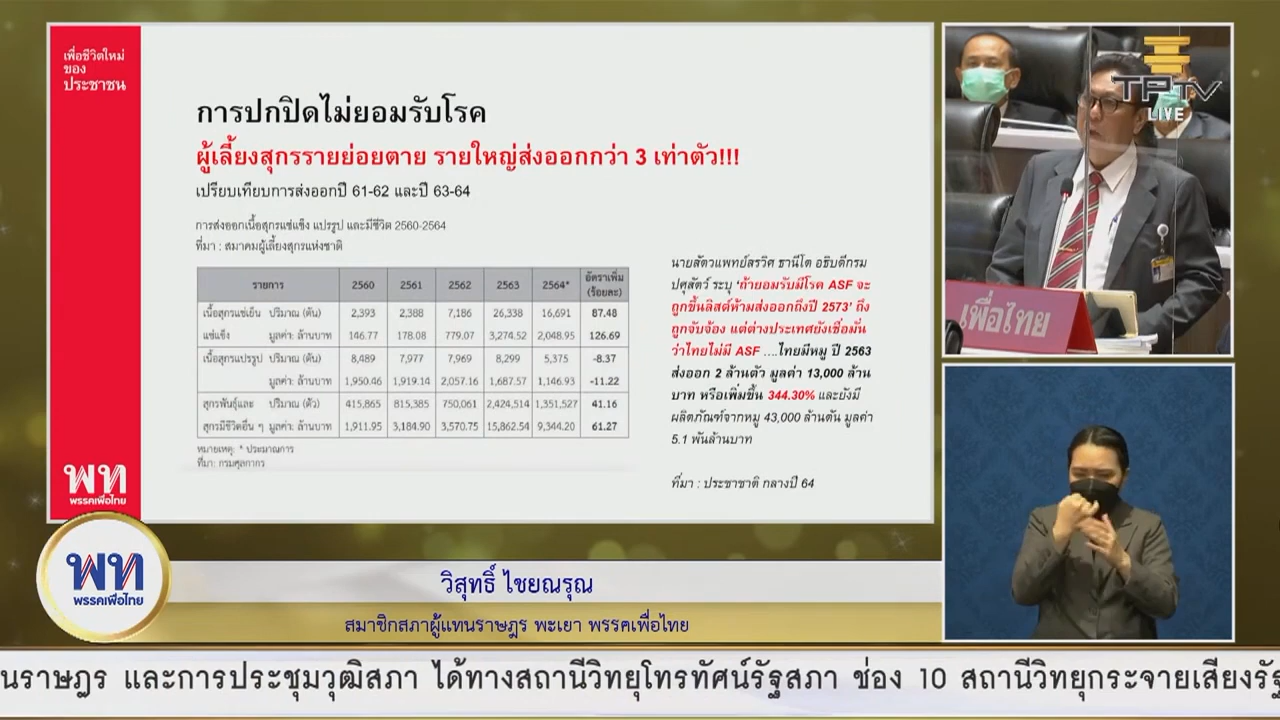 เพื่อชีวิตใหม่
ของ
ประชาชน
การปกปิดไม่ยอมรับโรค
ผู้เลี้ยงสุกรรายย่อยตาย รายใหญ่ส่งออกกว่า 3 เท่าตัว!!!
เปรียบเทียบการส่งออกปี 61-62 และปี 63-64
การส่งออกเนื้อสุกรแช่แข็ง แปรรูป และมีชีวิต 2560-2564
ที่มา : สมาคมผู้เลี้ยงสุกรแห่งชาติ
รายการ 2560 2561 2562 2563 2564* อัตราเพิ่ม (ร้อยละ)
เนื้อสุกรแช่เย็น ปริมาณ (ตัน) 2,393 2,388 7,186 26,338 16,691 87.48
แช่แข็ง มูลค่า: ล้านบาท 146.77 178.08 779.07 3,274.52 2,048.95 126.69
เนื้อสุกรแปรรูป ปริมาณ (ตัน) 8,489 7,977 7,969 8,299 5,375 -8.37
มูลค่า: ล้านบาท 1,950.46 1,919.14 2,057.16 1,687.57 1,146.93 -11.22
สุกรพันธุ์และ ปริมาณ (ตัว) 415,865 815,385 750,061 2,424,514 1,351,527 41.16
สุกรมีชีวิตอื่น ๆ มูลค่า: ล้านบาท 1,911.95 3,184.90 3,570.75 15,862.54 9,344.20 61.27
หมายเหตุ: * ประมาณการ
ที่มา: กรมศุลกากร
นายสัตวแพทย์สรวิศ ธานีโต อธิบดีกรม
ปศุสัตว์ ระบุ ‘ถ้ายอมรับมีโรค ASF จะ
ถูกขึ้นลิสต์ห้ามส่งออกถึงปี 2573’ ถึง
ถูกจับจ้อง แต่ต่างประเทศยังเชื่อมั่น
ว่าไทยไม่มี ASF ....ไทยมีหมู ปี 2563
ส่งออก 2 ล้านตัว มูลค่า 13,000 ล้าน
บาท หรือเพิ่มขึ้น 344.30% และยังมี
ผลิตภัณฑ์จากหมู 43,000 ล้านตัน มูลค่า
5.1 พันล้านบาท
ที่มา : ประชาชาติ กลางปี 64
พท
พรรคเพื่อไทย
TPTV
LIVE
เพื่อไทย
พท
พรรคเพื่อไทย
วิสุทธิ์ ไชยณรุณ
สมาชิกสภาผู้แทนราษฎร พะเยา พรรคเพื่อไทย
นราษฎร และการประชุมวุฒิสภา ได้ทางสถานีวิทยุโทรทัศน์รัฐสภา ช่อง 10 สถานีวิทยุกระจายเสียงรัฐ